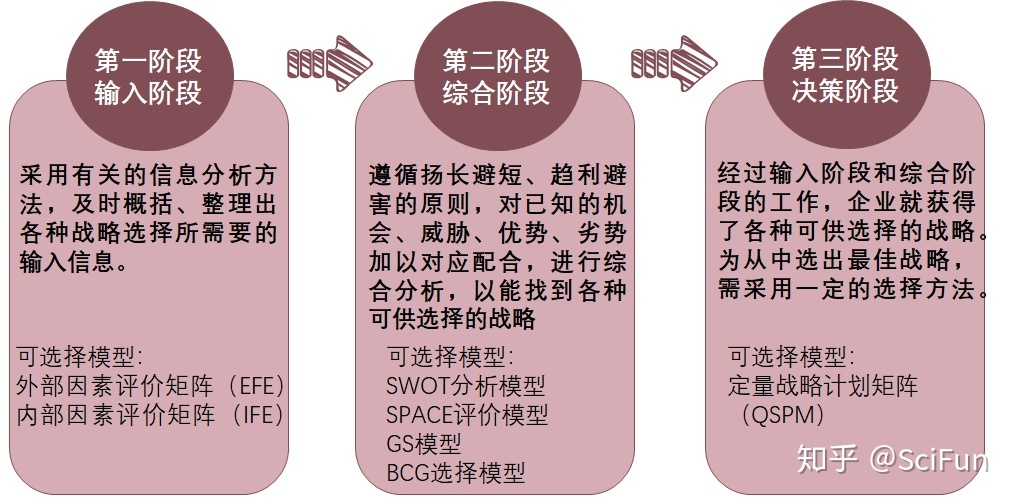 第一阶段
输入阶段
采用有关的信息分析方
法，及时概括、整理出
各种战略选择所需要的
输入信息。
可选择模型：
外部因素评价矩阵（EFE）
内部因素评价矩阵（IFE）
第二阶段
综合阶段
遵循扬长避短、趋利避
害的原则，对已知的机
会、威胁、优势、劣势
加以对应配合，进行综
合分析，以能找到各种
可供选择的战略
可选择模型：
SWOT分析模型
SPACE评价模型
GS模型
BCG选择模型
第三阶段
决策阶段
经过输入阶段和综合阶
段的工作，企业就获得
了各种可供选择的战略。
为从中选出最佳战略，
需采用一定的选择方法。
可选择模型：
定量战略计划矩阵
（QSPM）
知乎 @SciFun